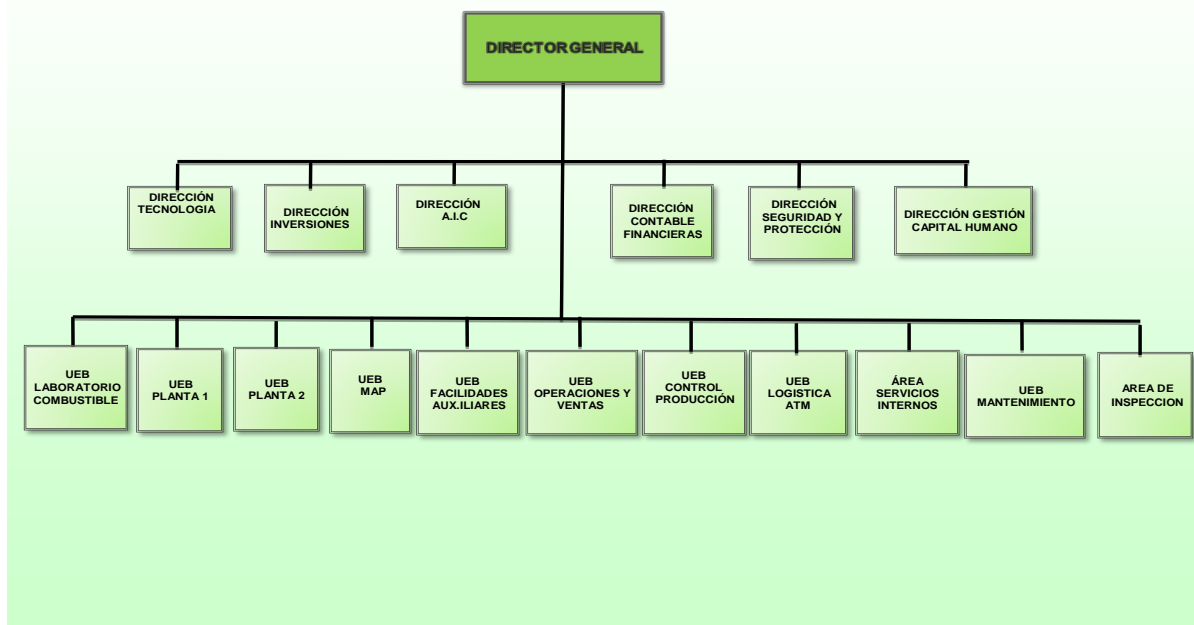 DIRECTOR GENERAL
DIRECCIÓN
TECNOLOGIA
DIRECCIÓN
INVERSIONES
DIRECCIÓN
A.I.C
DIRECCIÓN
CONTABLE
FINANCIERAS
DIRECCIÓN
SEGURIDAD Y
PROTECCIÓN
DIRECCIÓN GESTIÓN
CAPITAL HUMANO
UEB
LABORATORIO
COMBUSTIBLE
UEB
PLANTA 1
UEB
PLANTA 2
UEB
MAP
UEB
FACILIDADES
AUX.ILIARES
UEB
OPERACIONES Y
VENTAS
UEB
CONTROL
PRODUCCIÓN
UEB
LOGISTICA
ATM
ÁREA
SERVICIOS
INTERNOS
UEB
MANTENIMIENTO
AREA DE
INSPECCION